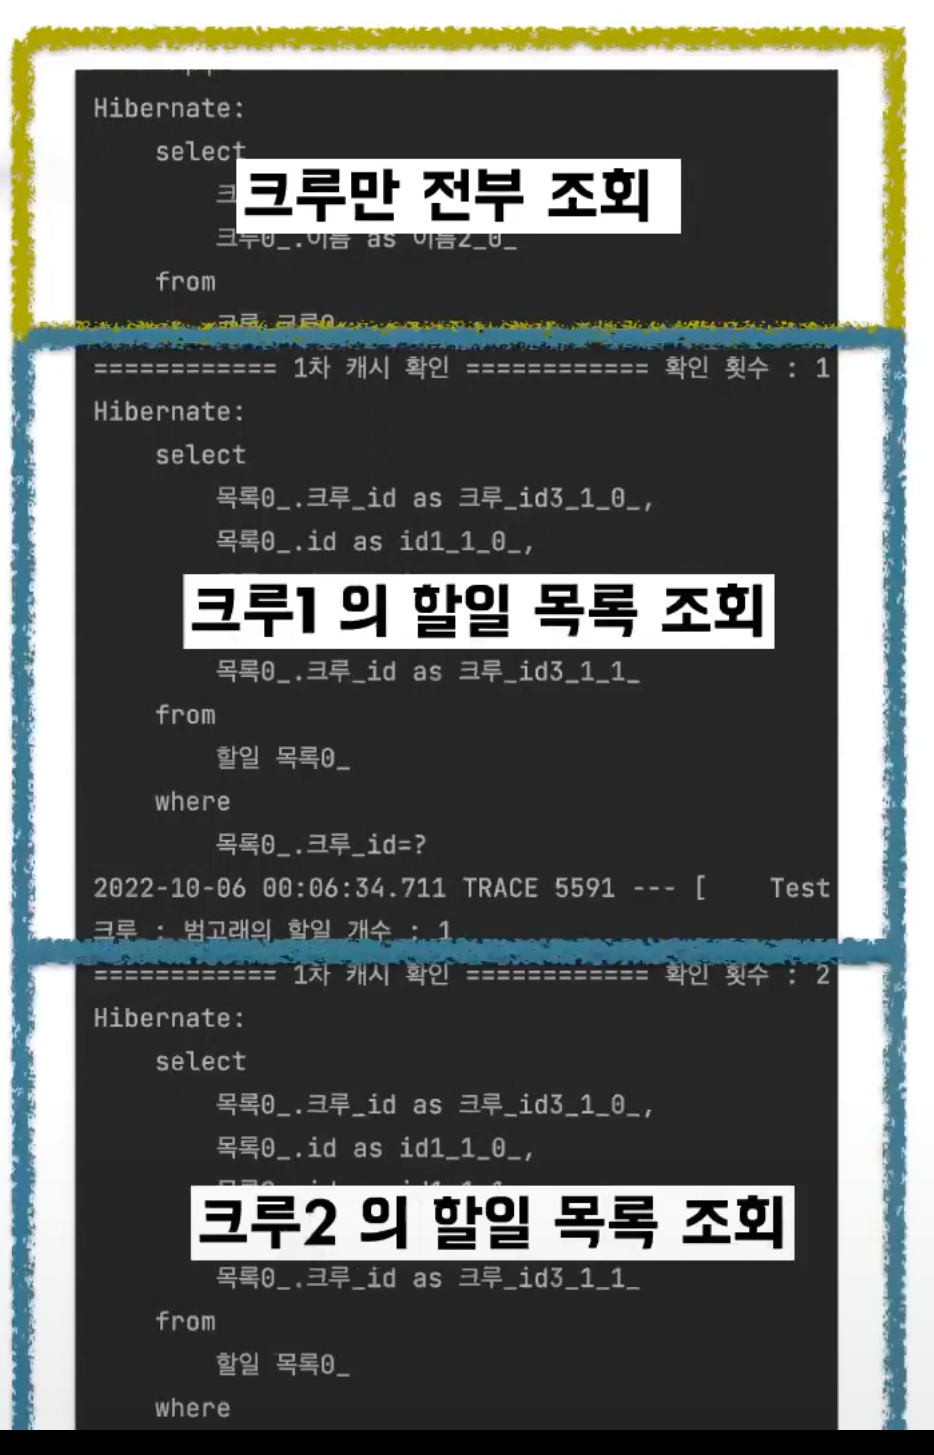 Hibernate:
select
크루만 전부 조회
크루0_.이름 as 이름2_0_
from
크루 크루0_
============ 1차 캐시 확인 ============ 확인 횟수 : 1
Hibernate:
select
목록0_.크루_id as 크루_id3_1_0_,
목록0_.id as id1_1_0_,
크루1 의 할일 목록 조회
목록0_.크루_id as 크루_id3_1_1_
from
할일 목록0_
where
목록0_.크루_id=?
2022-10-06 00:06:34.711 TRACE 5591 --- [ Test
크루 : 범고래의 할일 개수 : 1
============ 1차 캐시 확인 ============ 확인 횟수 : 2
Hibernate:
select
목록0_.크루_id as 크루_id3_1_0_,
목록0_.id as id1_1_0_,
크루2 의 할일 목록 조회
목록0_.크루_id as 크루_id3_1_1_
from
할일 목록0_
where